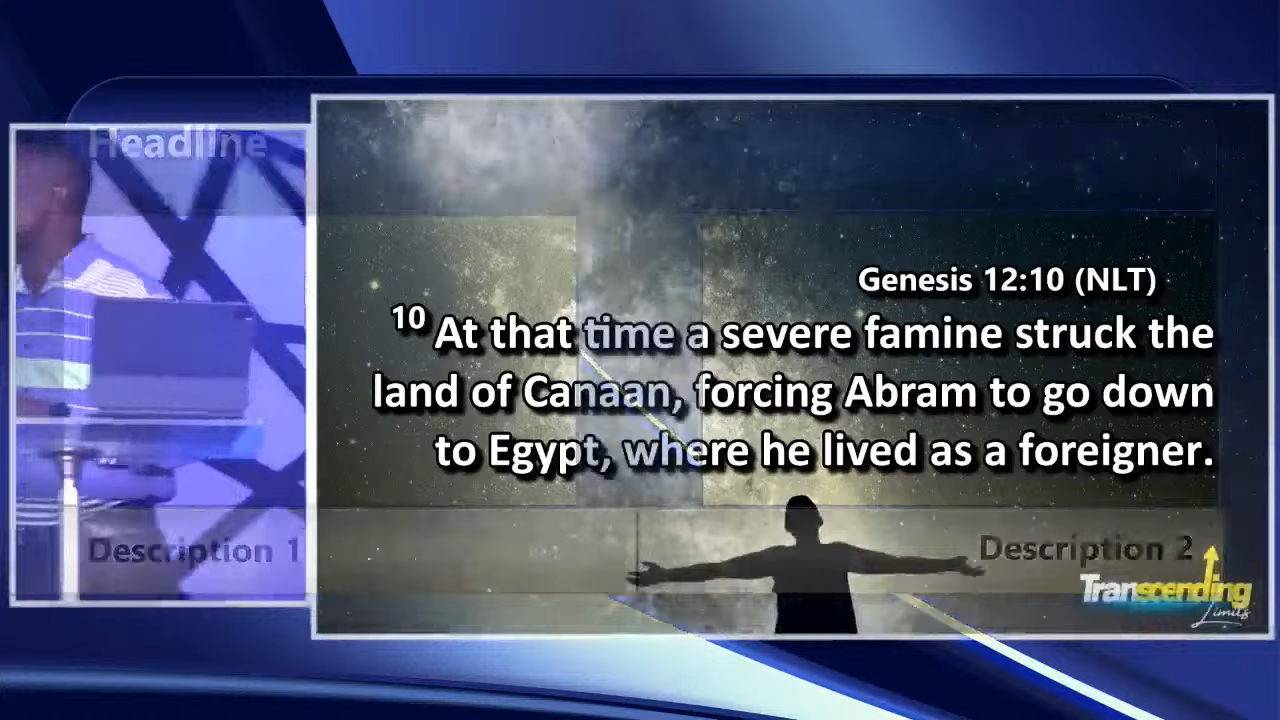 Headline
Genesis 12:10 (NLT)
10 At that time a severe famine struck the
land of Canaan, forcing Abram to go down
to Egypt, where he lived as a foreigner.
Description 1
Description 2
Transcending
Limits